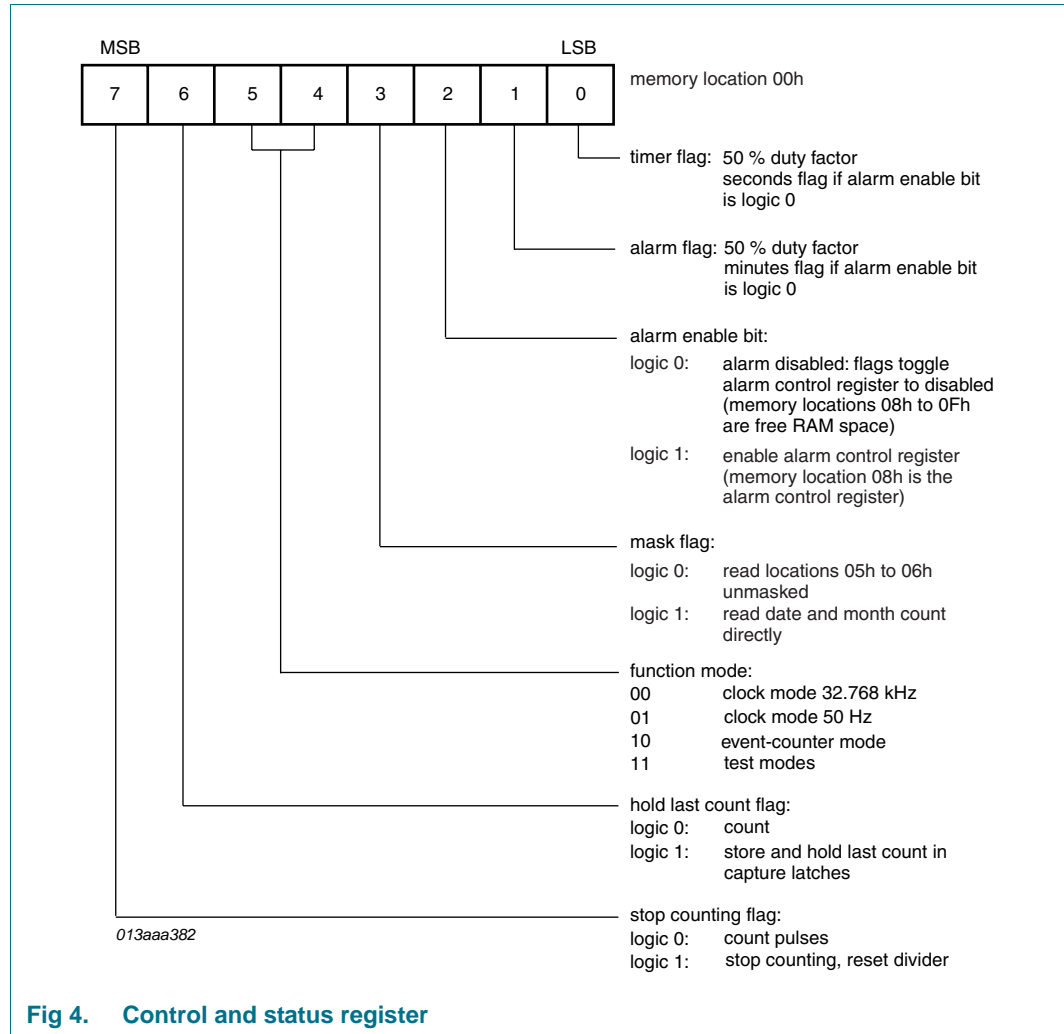 MSB LSB
7 6 5 4 3 2 1 0
memory location 00h
timer flag: 50 % duty factor
seconds flag if alarm enable bit
is logic 0
alarm flag: 50 % duty factor
minutes flag if alarm enable bit
is logic 0
alarm enable bit:
logic 0: alarm disabled: flags toggle
alarm control register to disabled
(memory locations 08h to 0Fh
are free RAM space)
logic 1: enable alarm control register
(memory location 08h is the
alarm control register)
mask flag:
logic 0: read locations 05h to 06h
unmasked
logic 1: read date and month count
directly
function mode:
00 clock mode 32.768 kHz
01 clock mode 50 Hz
10 event-counter mode
11 test modes
hold last count flag:
logic 0: count
logic 1: store and hold last count in
capture latches
stop counting flag:
logic 0: count pulses
logic 1: stop counting, reset divider
013aaa382
Fig 4. Control and status register